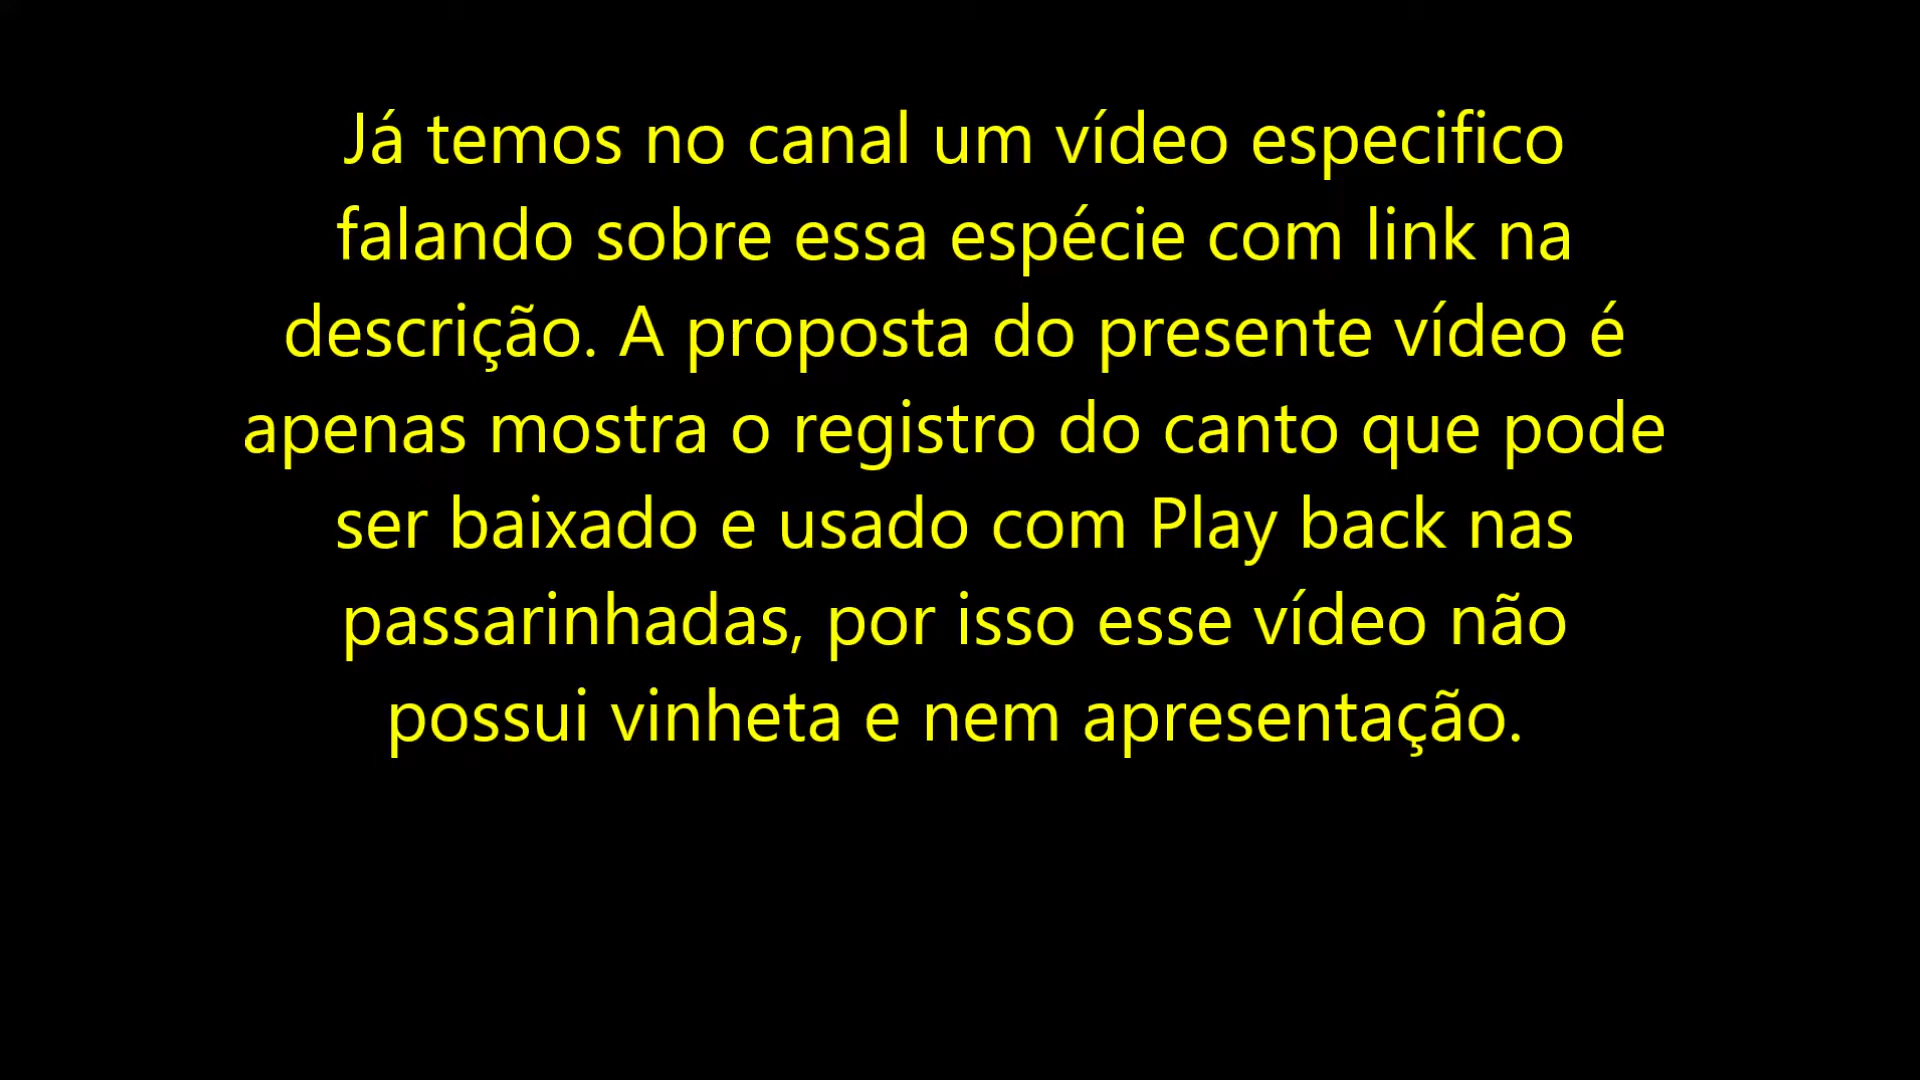 Já temos no canal um vídeo especifico
falando sobre essa espécie com link na
descrição. A proposta do presente vídeo é
apenas mostra o registro do canto que pode
ser baixado e usado com Play back nas
passarinhadas, por isso esse vídeo não
possui vinheta e nem apresentação.